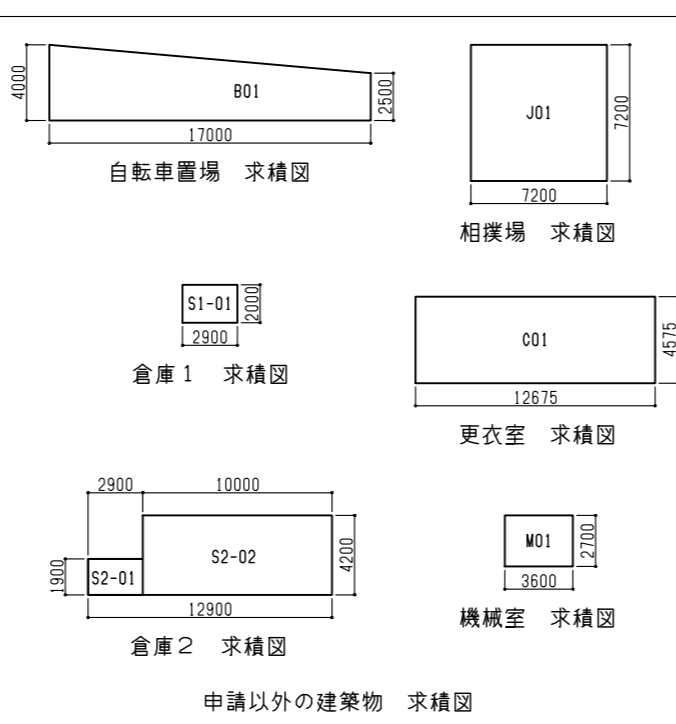 4000
B01
2500
17000
自転車置場　求積図
J01
7200
7200
相撲場　求積図
S1-01
2000
2900
倉庫１　求積図
C01
4575
12675
更衣室　求積図
2900
10000
1900
S2-01
S2-02
4200
12900
倉庫２　求積図
M01
2700
3600
機械室　求積図
申請以外の建築物　求積図